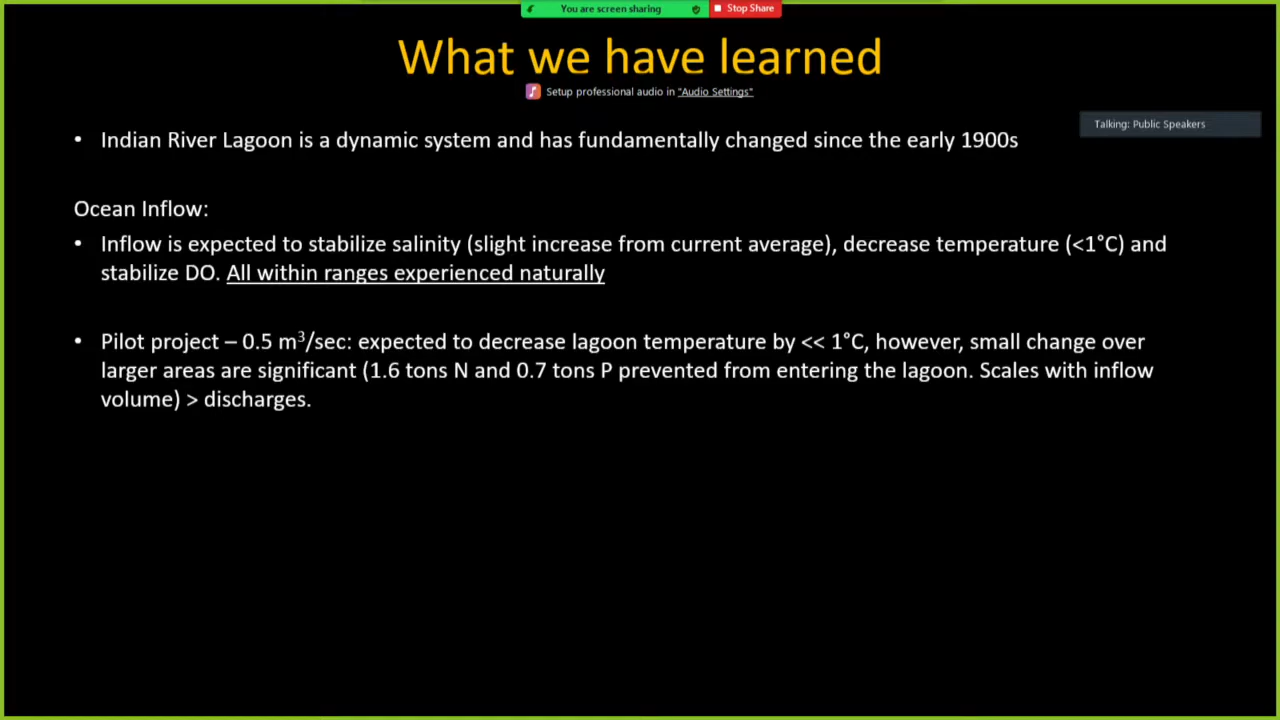 You are screen sharing
Stop Share
What we have learned
Setup professional audio in "Audio Settings"
Talking: Public Speakers
• Indian River Lagoon is a dynamic system and has fundamentally changed since the early 1900s
Ocean Inflow:
• Inflow is expected to stabilize salinity (slight increase from current average), decrease temperature (<1°C) and
stabilize DO. All within ranges experienced naturally
• Pilot project – 0.5 m³/sec: expected to decrease lagoon temperature by << 1°C, however, small change over
larger areas are significant (1.6 tons N and 0.7 tons P prevented from entering the lagoon. Scales with inflow
volume) > discharges.